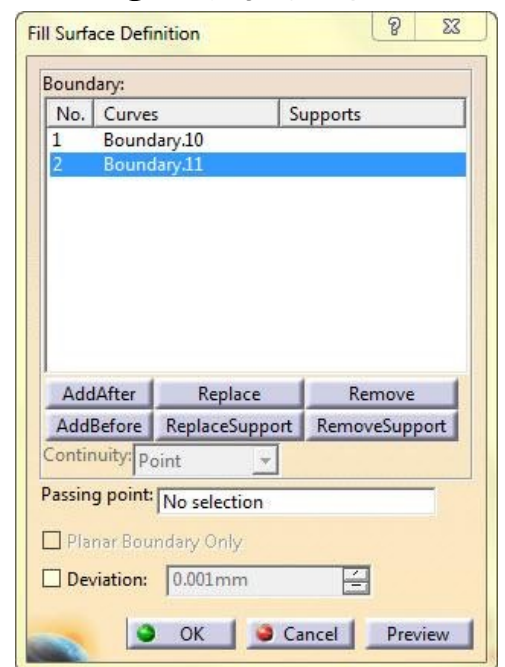 Fill Surface Definition
Boundary:
No. Curves Supports
1 Boundary.10
2 Boundary.11
AddAfter Replace Remove
AddBefore ReplaceSupport RemoveSupport
Continuity: Point
Passing point: No selection
Planar Boundary Only
Deviation: 0.001mm
OK Cancel Preview